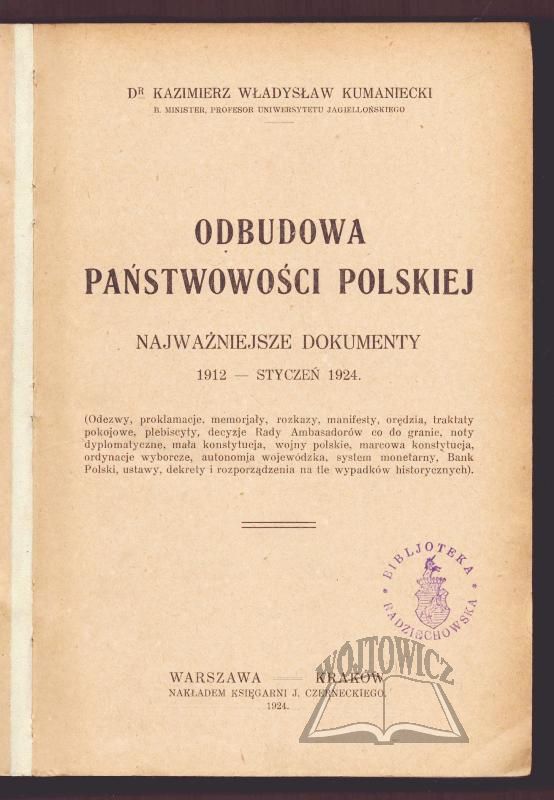 DR KAZIMIERZ WŁADYSŁAW KUMANIECKI
B. MINISTER, PROFESOR UNIWERSYTETU JAGIELLOŃSKIEGO
ODBUDOWA
PAŃSTWOWOŚCI POLSKIEJ
NAJWAŻNIEJSZE DOKUMENTY
1912 — STYCZEŃ 1924.
(Odezwy, proklamacje, memorjały, rozkazy, manifesty, orędzia, traktaty
pokojowe, plebiscyty, decyzje Rady Ambasadorów co do granic, noty
dyplomatyczne, mała konstytucja, wojny polskie, marcowa konstytucja,
ordynacje wyborcze, autonomja wojewódzka, system monetarny, Bank
Polski, ustawy, dekrety i rozporządzenia na tle wypadków historycznych).
* BIBLJOTEKA *
RADZIECHOWSKA
WÓJTOWICZ
WARSZAWA — KRAKÓW
NAKŁADEM KSIĘGARNI J. CZERNECKIEGO.
1924.